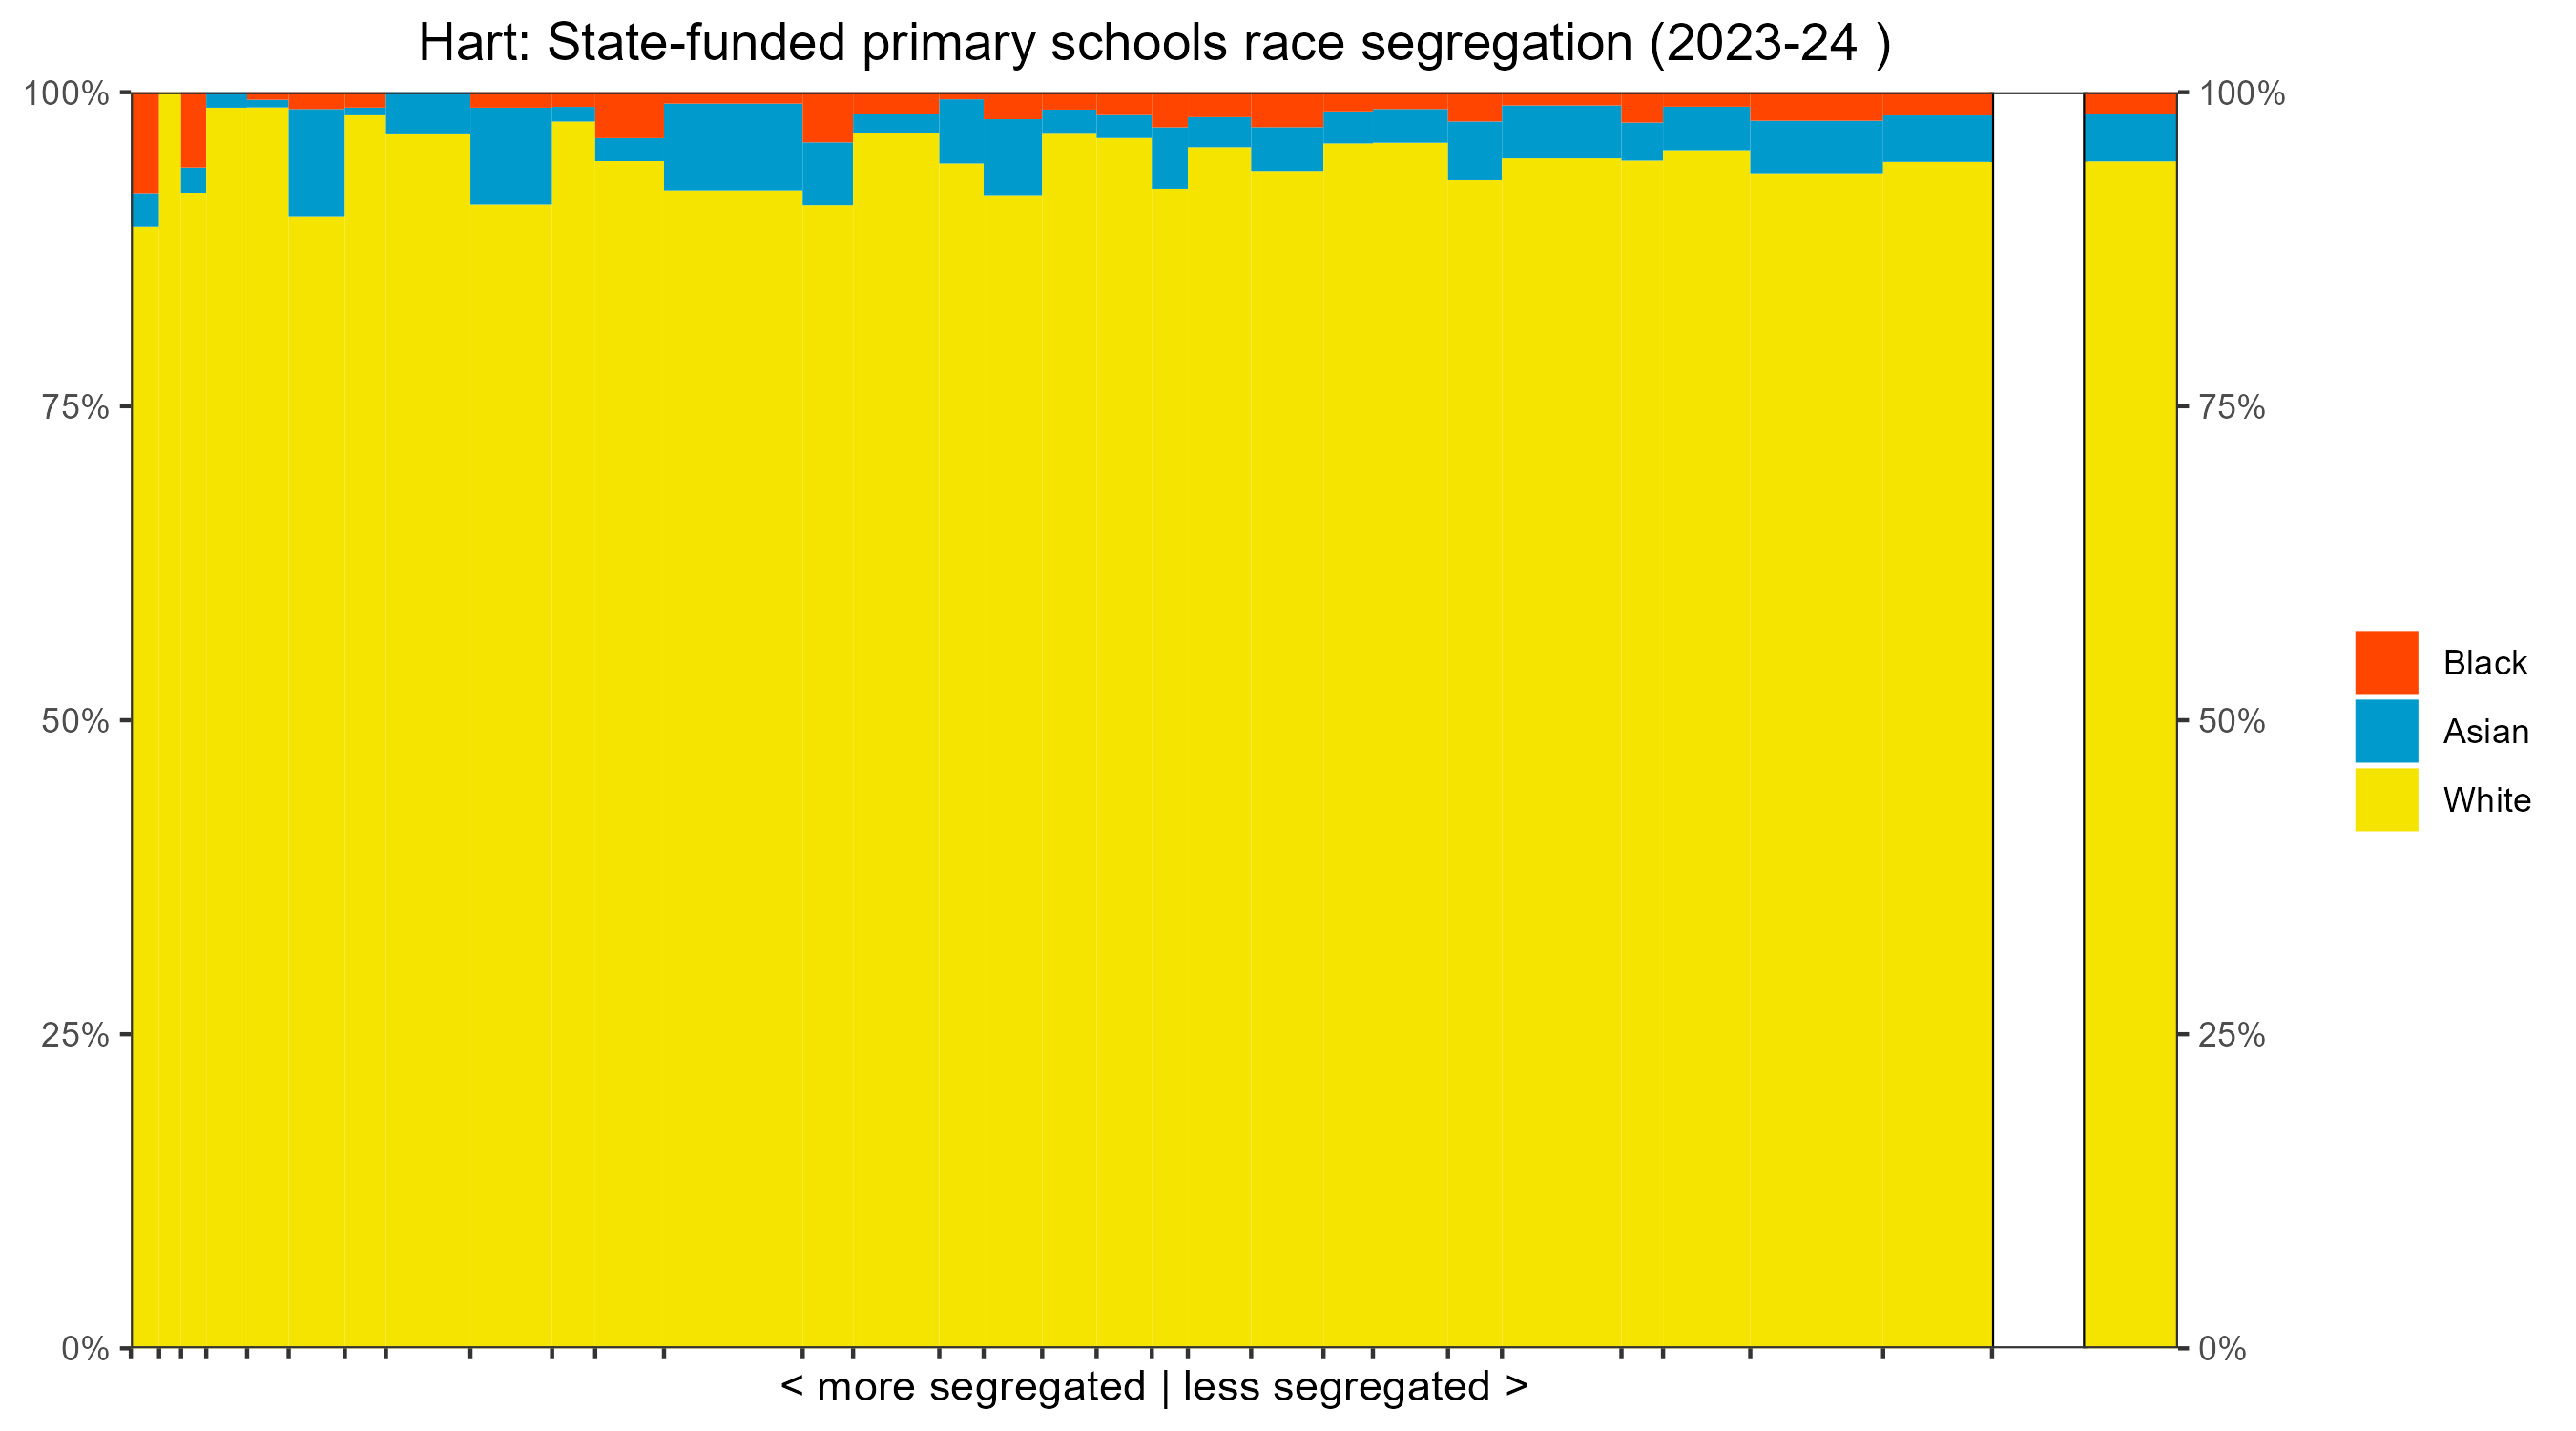 Hart: State-funded primary schools race segregation (2023-24 )
100%
75%
50%
25%
0%
100%
75%
50%
25%
0%
Black
Asian
White
< more segregated | less segregated >